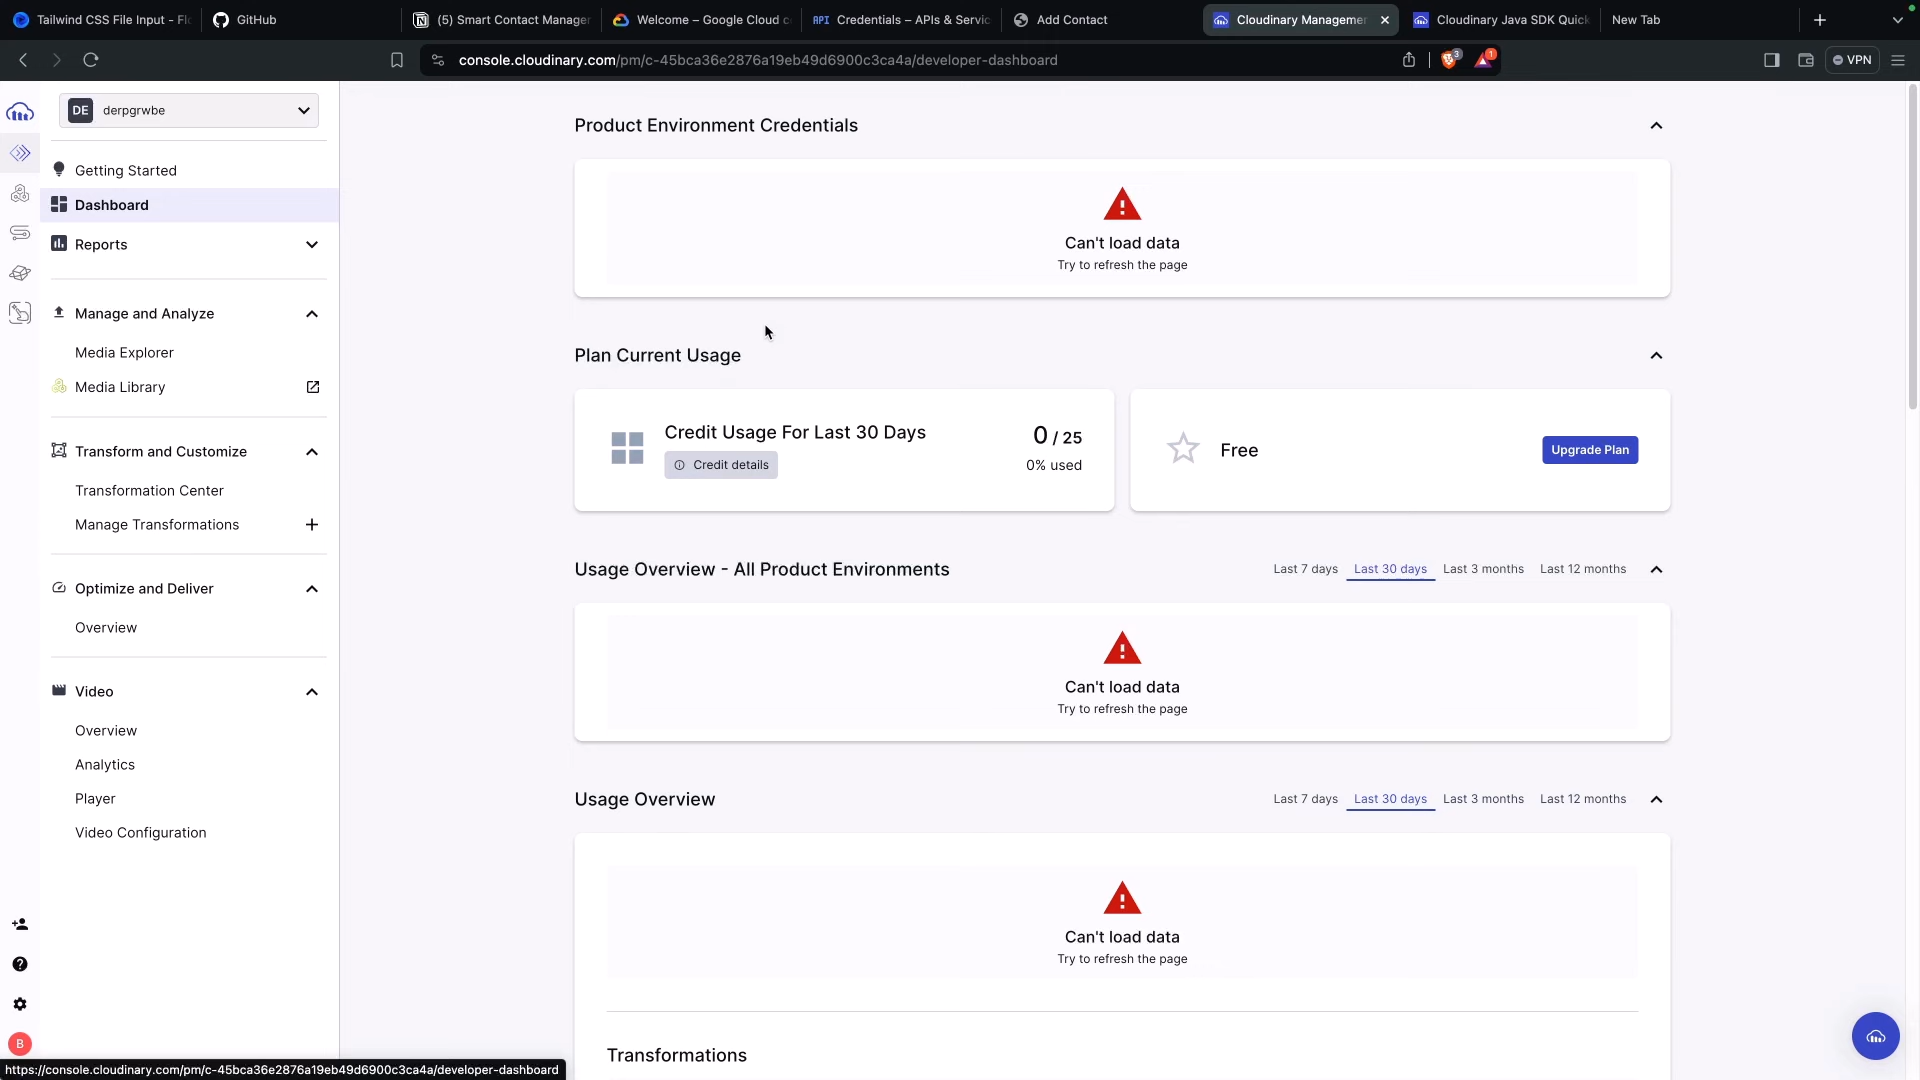 Tailwind CSS File Input - Fl
GitHub
(5) Smart Contact Manager
Welcome – Google Cloud c
API Credentials – APIs & Servic
Add Contact
Cloudinary Managemer
Cloudinary Java SDK Quick
New Tab
console.cloudinary.com/pm/c-45bca36e2876a19eb49d6900c3ca4a/developer-dashboard
3
1
VPN
DE derpgrwbe
Getting Started
Dashboard
Reports
Manage and Analyze
Media Explorer
Media Library
Transform and Customize
Transformation Center
Manage Transformations
Optimize and Deliver
Overview
Video
Overview
Analytics
Player
Video Configuration
B
Product Environment Credentials
Can't load data
Try to refresh the page
Plan Current Usage
Credit Usage For Last 30 Days
Credit details
0 / 25
0% used
Free
Upgrade Plan
Usage Overview - All Product Environments
Last 7 days Last 30 days Last 3 months Last 12 months
Can't load data
Try to refresh the page
Usage Overview
Last 7 days Last 30 days Last 3 months Last 12 months
Can't load data
Try to refresh the page
Transformations
https://console.cloudinary.com/pm/c-45bca36e2876a19eb49d6900c3ca4a/developer-dashboard